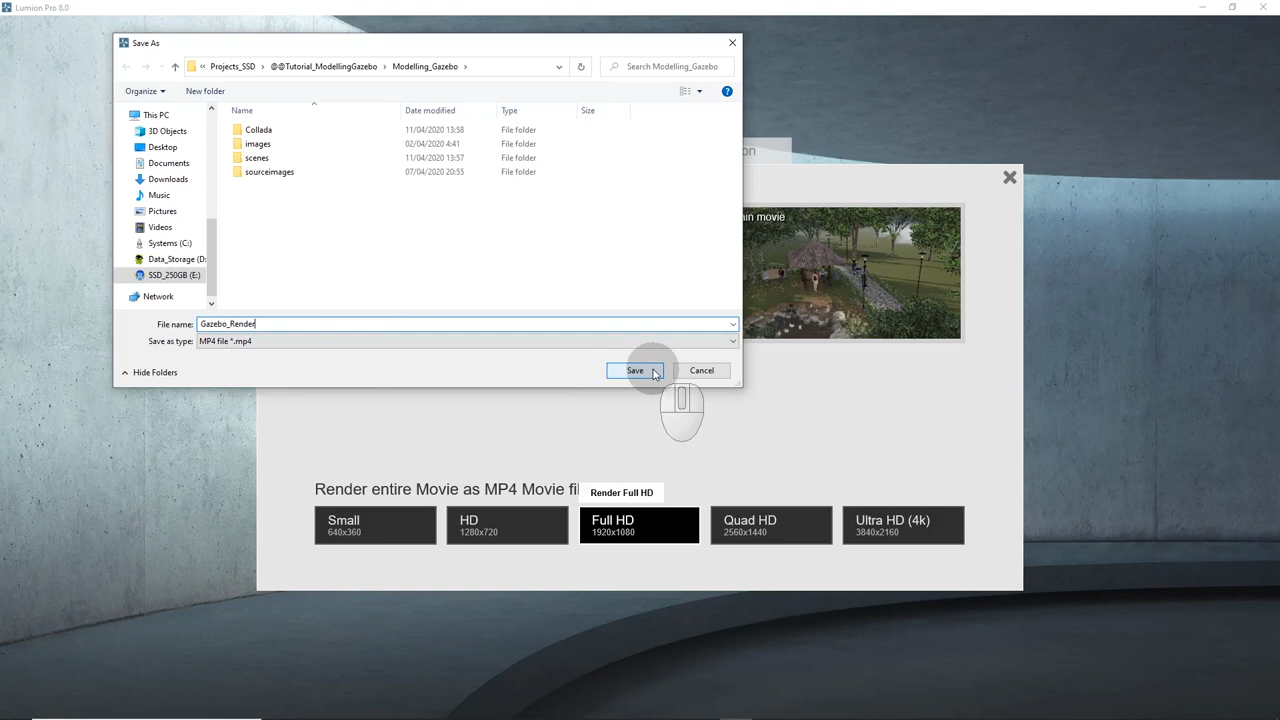 Lumion Pro 8.0
Save As
« Projects_SSD > @@Tutorial_ModellingGazebo > Modelling_Gazebo >
Search Modelling_Gazebo
Organize
New folder
Name Date modified Type Size
This PC
3D Objects
Desktop
Documents
Downloads
Music
Pictures
Videos
Systems (C:)
Data_Storage (D:
SSD_250GB (E:)
Network
Collada 11/04/2020 13:58 File folder
images 02/04/2020 4:41 File folder
scenes 11/04/2020 13:57 File folder
sourceimages 07/04/2020 20:55 File folder
File name: Gazebo_Render
Save as type: MP4 file *.mp4
Hide Folders
Save
Cancel
on
in movie
Render entire Movie as MP4 Movie fi
Render Full HD
Small
640x360
HD
1280x720
Full HD
1920x1080
Quad HD
2560x1440
Ultra HD (4k)
3840x2160